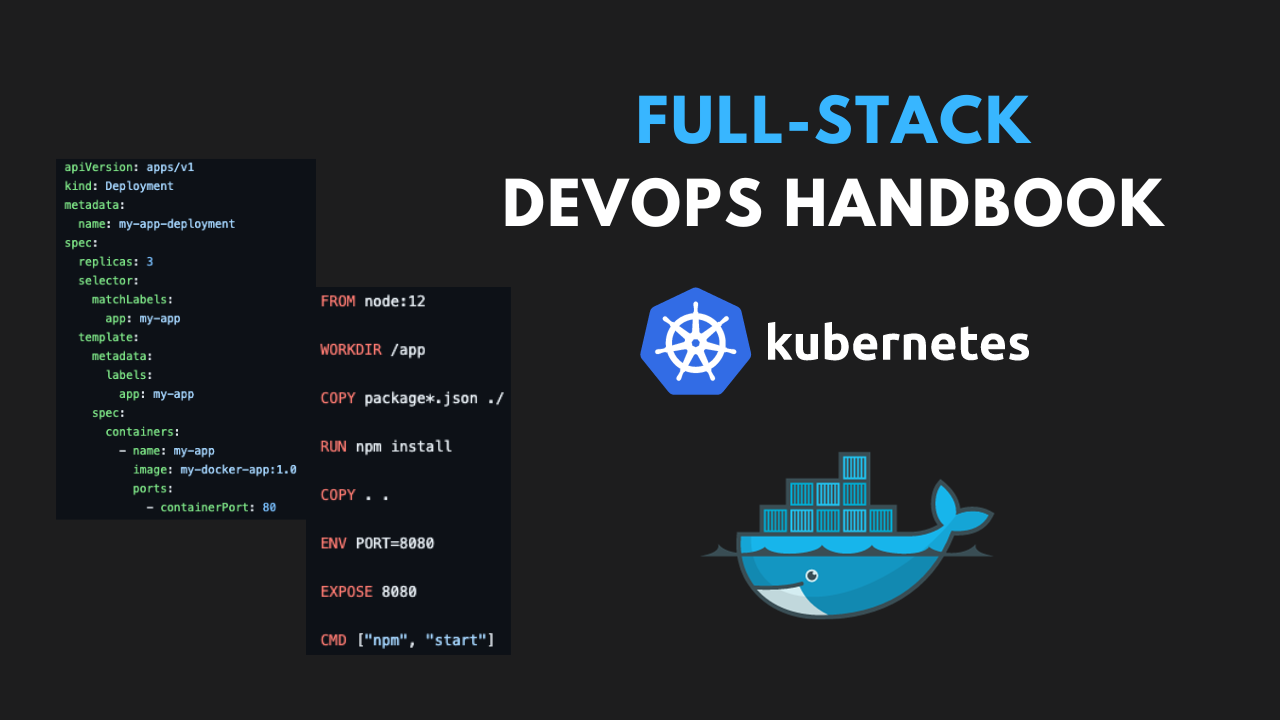 FULL-STACK
DEVOPS HANDBOOK
kubernetes
apiVersion: apps/v1
kind: Deployment
metadata:
  name: my-app-deployment
spec:
  replicas: 3
  selector:
    matchLabels:
      app: my-app
  template:
    metadata:
      labels:
        app: my-app
    spec:
      containers:
        - name: my-app
          image: my-docker-app:1.0
          ports:
            - containerPort: 80
FROM node:12
WORKDIR /app
COPY package*.json ./
RUN npm install
COPY . .
ENV PORT=8080
EXPOSE 8080
CMD ["npm", "start"]